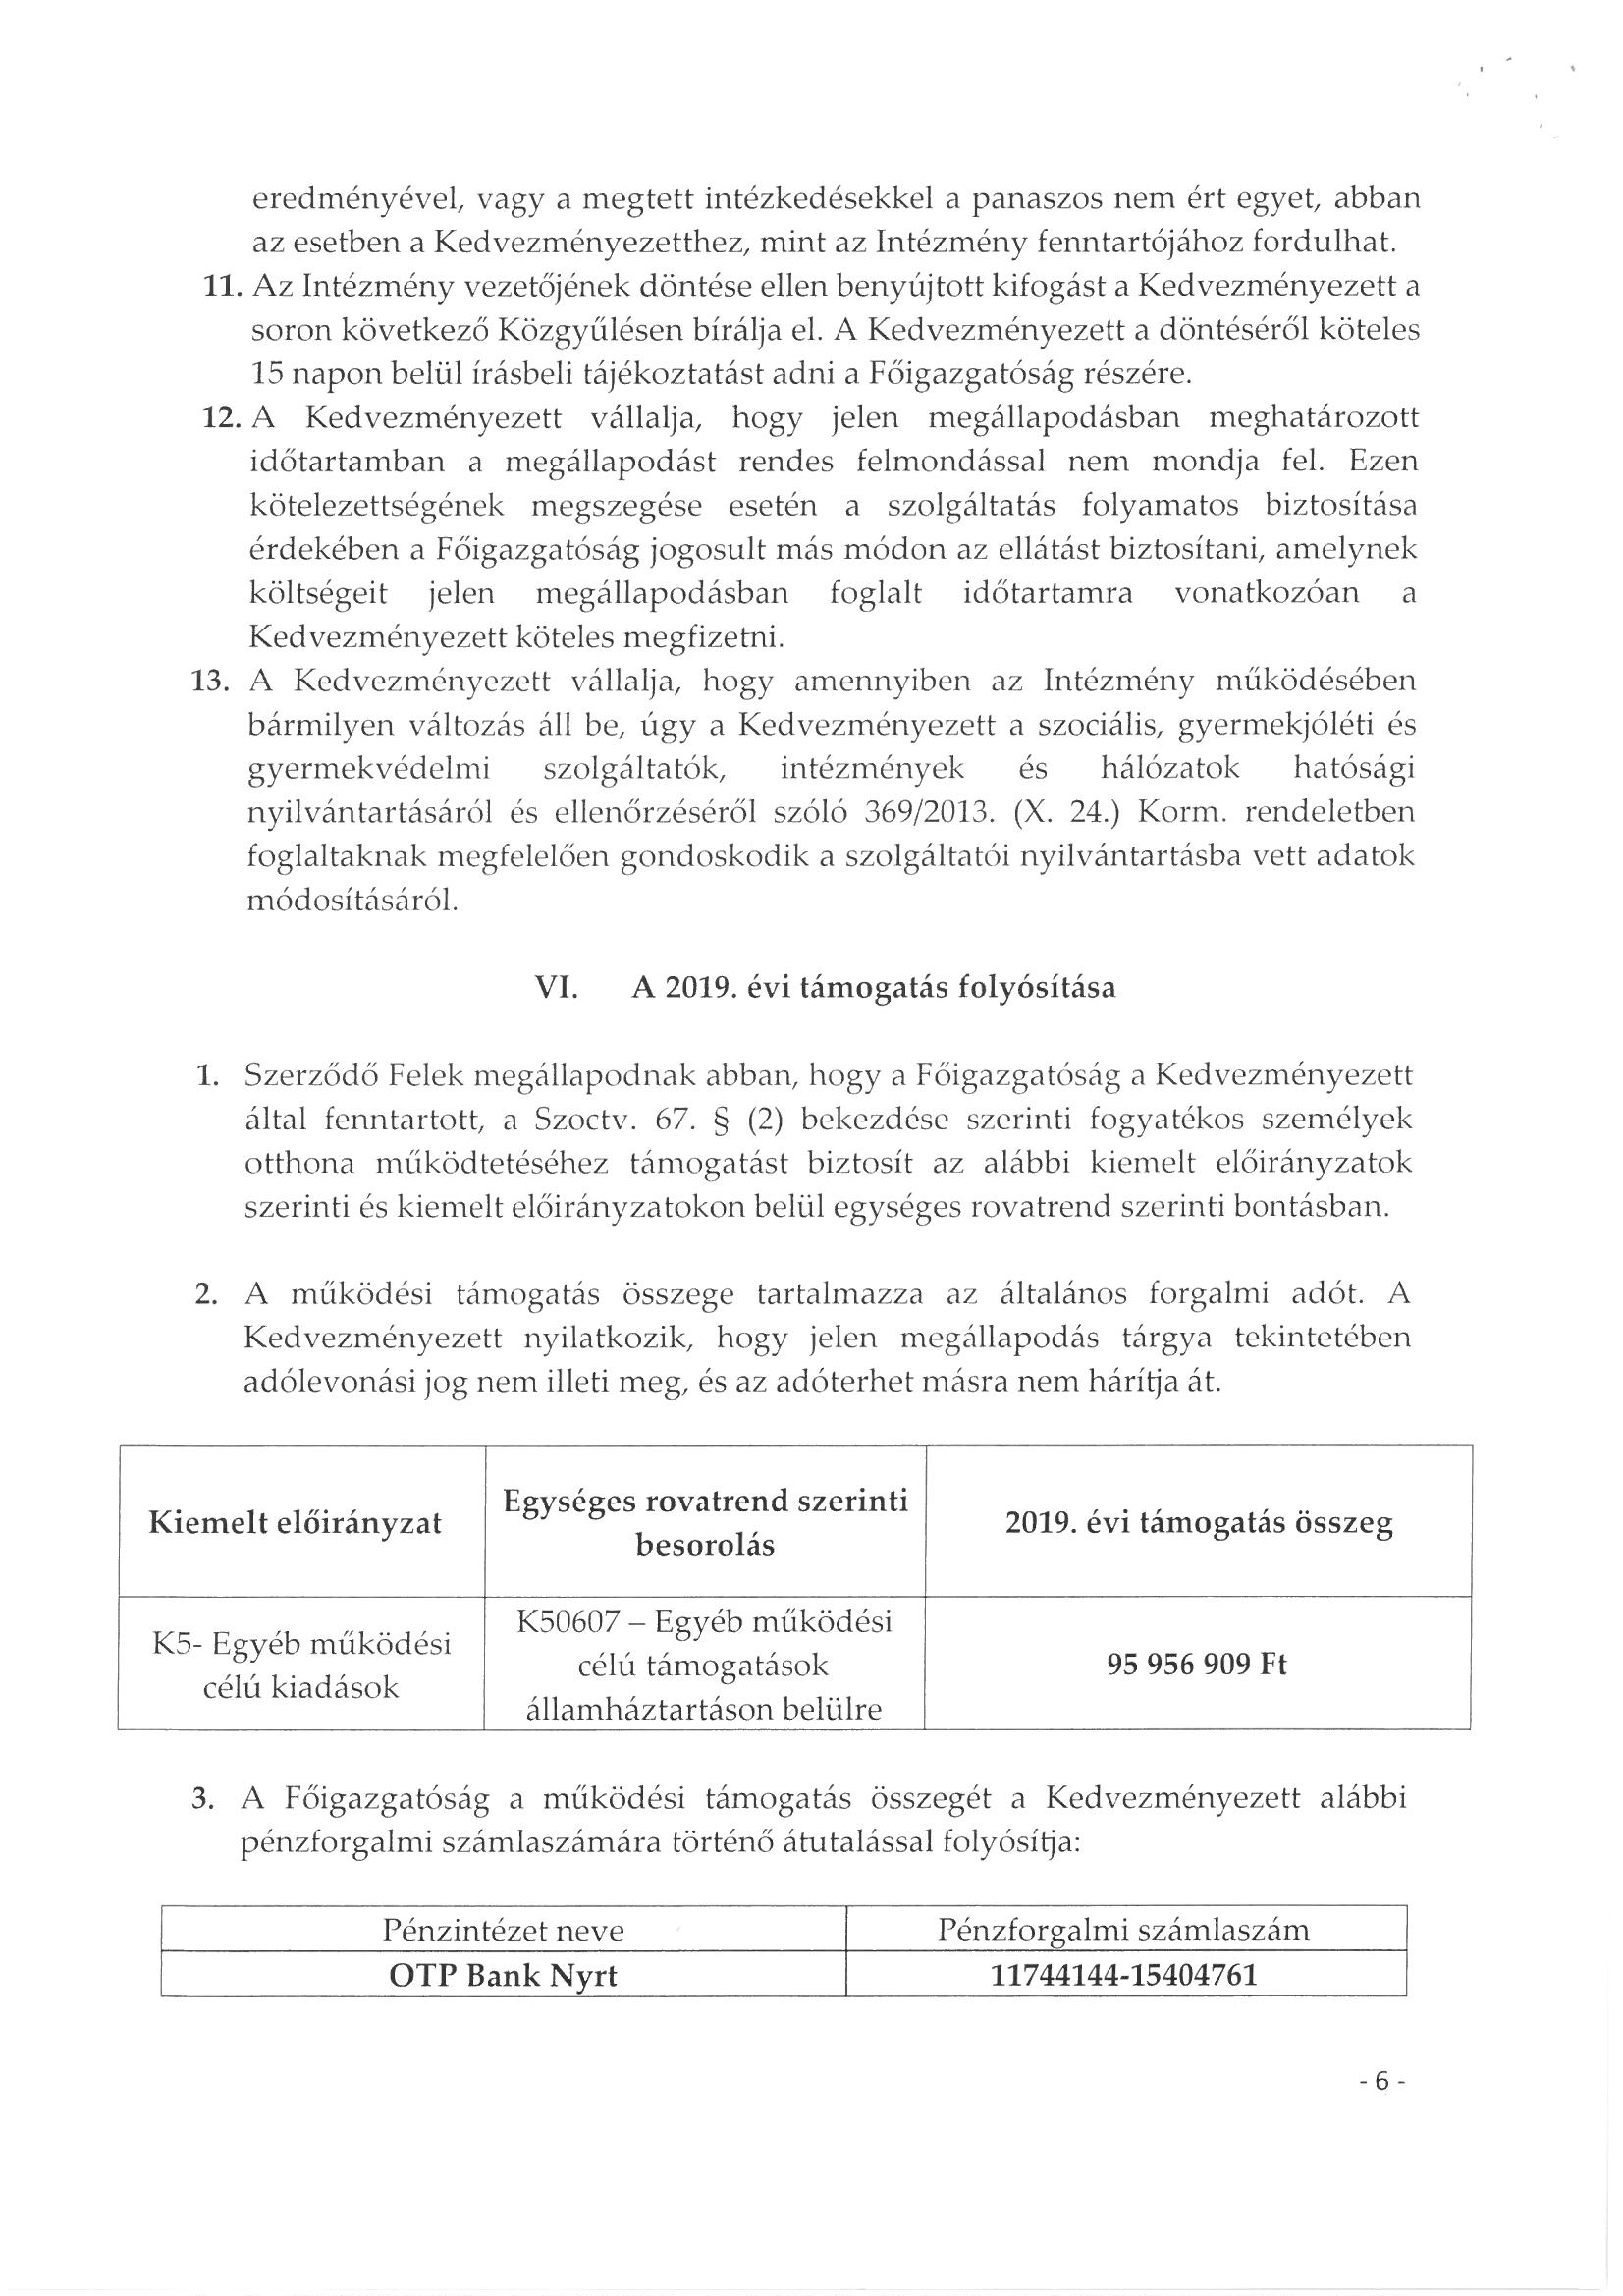 eredményével, vagy a megtett intézkedésekkel a panaszos nem ért egyet, abban
az esetben a Kedvezményezetthez, mint az Intézmény fenntartójához fordulhat.
11. Az Intézmény vezetőjének döntése ellen benyújtott kifogást a Kedvezményezett a
soron következő Közgyűlésen bírálja el. A Kedvezményezett a döntéséről köteles
15 napon belül írásbeli tájékoztatást adni a Főigazgatóság részére.
12. A Kedvezményezett vállalja, hogy jelen megállapodásban meghatározott
időtartamban a megállapodást rendes felmondással nem mondja fel. Ezen
kötelezettségének megszegése esetén a szolgáltatás folyamatos biztosítása
érdekében a Főigazgatóság jogosult más módon az ellátást biztosítani, amelynek
költségeit jelen megállapodásban foglalt időtartamra vonatkozóan a
Kedvezményezett köteles megfizetni.
13. A Kedvezményezett vállalja, hogy amennyiben az Intézmény működésében
bármilyen változás áll be, úgy a Kedvezményezett a szociális, gyermekjóléti és
gyermekvédelmi szolgáltatók, intézmények és hálózatok hatósági
nyilvántartásáról és ellenőrzéséről szóló 369/2013. (X. 24.) Korm. rendeletben
foglaltaknak megfelelően gondoskodik a szolgáltatói nyilvántartásba vett adatok
módosításáról.
VI. A 2019. évi támogatás folyósítása
1. Szerződő Felek megállapodnak abban, hogy a Főigazgatóság a Kedvezményezett
által fenntartott, a Szoctv. 67. § (2) bekezdése szerinti fogyatékos személyek
otthona működtetéséhez támogatást biztosít az alábbi kiemelt előirányzatok
szerinti és kiemelt előirányzatokon belül egységes rovatrend szerinti bontásban.
2. A működési támogatás összege tartalmazza az általános forgalmi adót. A
Kedvezményezett nyilatkozik, hogy jelen megállapodás tárgya tekintetében
adólevonási jog nem illeti meg, és az adóterhet másra nem hárítja át.
Kiemelt előirányzat
Egységes rovatrend szerinti
besorolás
2019. évi támogatás összeg
K5- Egyéb működési
célú kiadások
K50607 – Egyéb működési
célú támogatások
államháztartáson belülre
95 956 909 Ft
3. A Főigazgatóság a működési támogatás összegét a Kedvezményezett alábbi
pénzforgalmi számlaszámára történő átutalással folyósítja:
Pénzintézet neve
Pénzforgalmi számlaszám
OTP Bank Nyrt
11744144-15404761
- 6 -